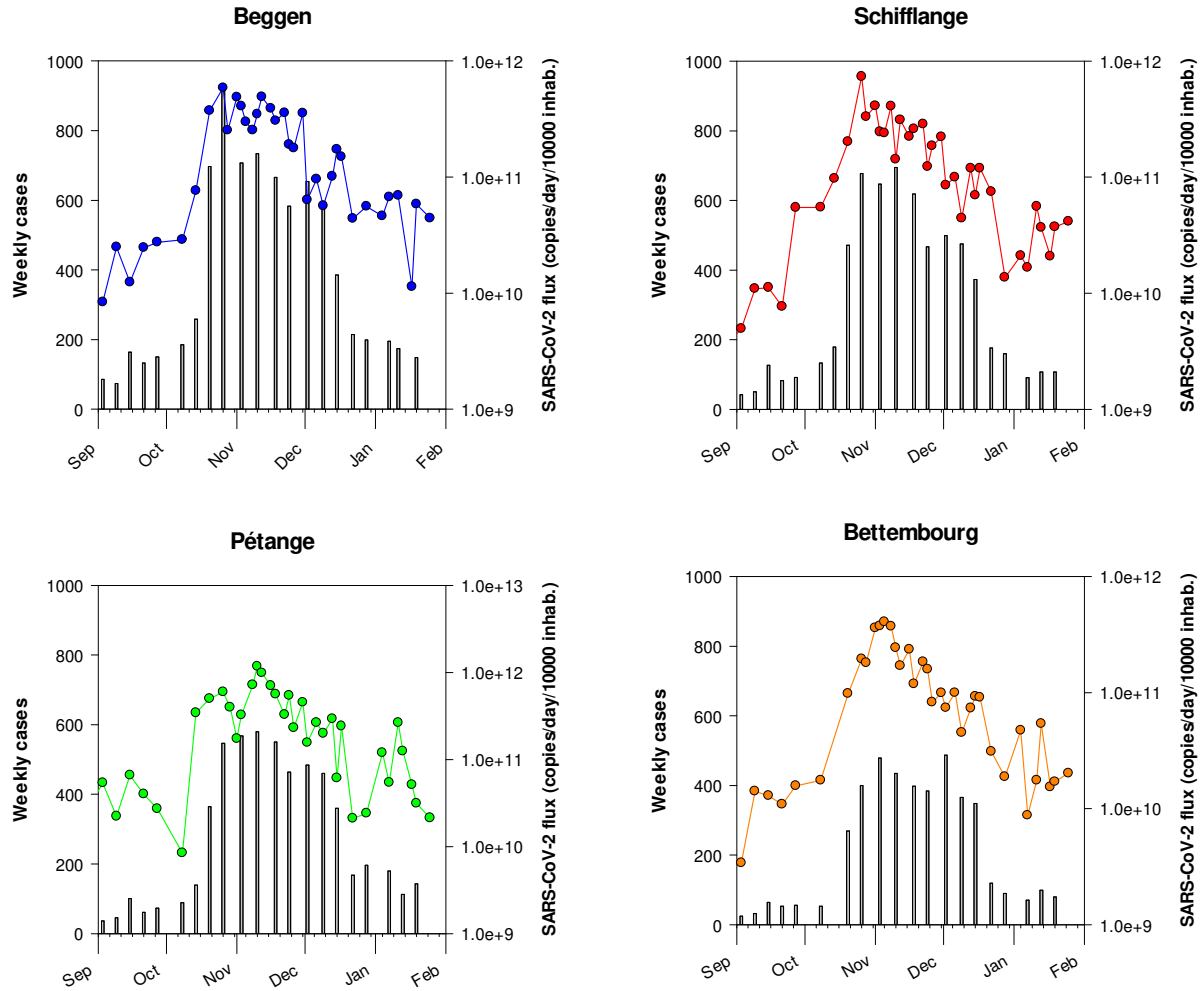 Beggen
Weekly cases
1000
800
600
400
200
0
1.0e+12
1.0e+11
1.0e+10
1.0e+9
SARS-CoV-2 flux (copies/day/10000 inhab.)
Sep
Oct
Nov
Dec
Jan
Feb
Schifflange
Weekly cases
1000
800
600
400
200
0
1.0e+12
1.0e+11
1.0e+10
1.0e+9
SARS-CoV-2 flux (copies/day/10000 inhab.)
Sep
Oct
Nov
Dec
Jan
Feb
Pétange
Weekly cases
1000
800
600
400
200
0
1.0e+13
1.0e+12
1.0e+11
1.0e+10
1.0e+9
SARS-CoV-2 flux (copies/day/10000 inhab.)
Sep
Oct
Nov
Dec
Jan
Feb
Bettembourg
Weekly cases
1000
800
600
400
200
0
1.0e+12
1.0e+11
1.0e+10
1.0e+9
SARS-CoV-2 flux (copies/day/10000 inhab.)
Sep
Oct
Nov
Dec
Jan
Feb